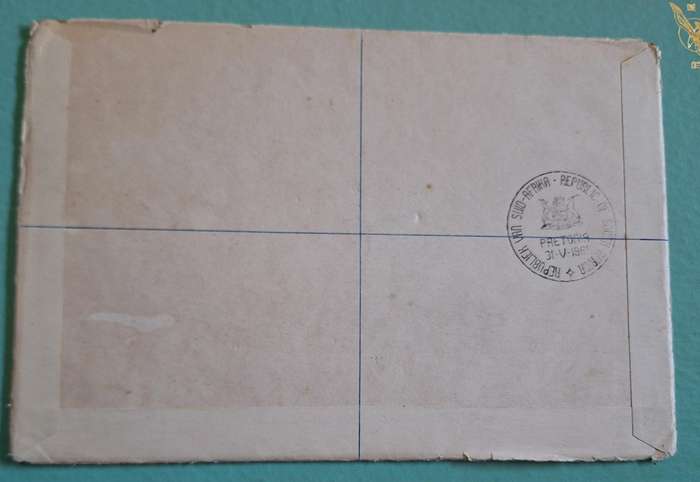 REPUBLIEK VAN SUID-AFRIKA - REPUBLIC OF SOUTH AFRICA
PRETORIA
31-V-1961